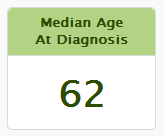 Median Age
At Diagnosis
62